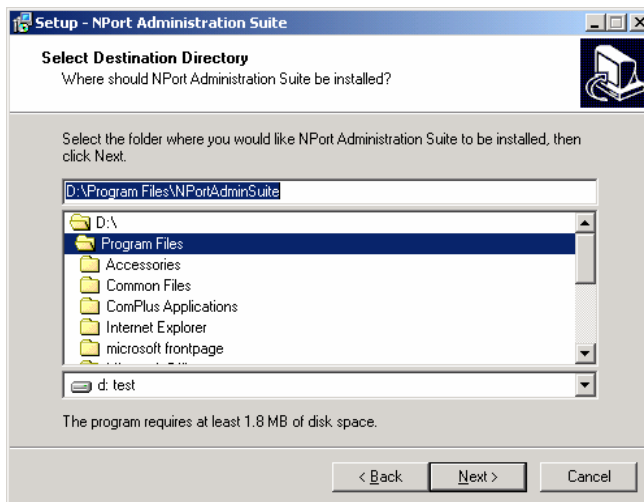 Setup - NPort Administration Suite
Select Destination Directory
Where should NPort Administration Suite be installed?
Select the folder where you would like NPort Administration Suite to be installed, then
click Next.
D:\Program Files\NPortAdminSuite
D:\
Program Files
Accessories
Common Files
ComPlus Applications
Internet Explorer
microsoft frontpage
d: test
The program requires at least 1.8 MB of disk space.
< Back
Next >
Cancel